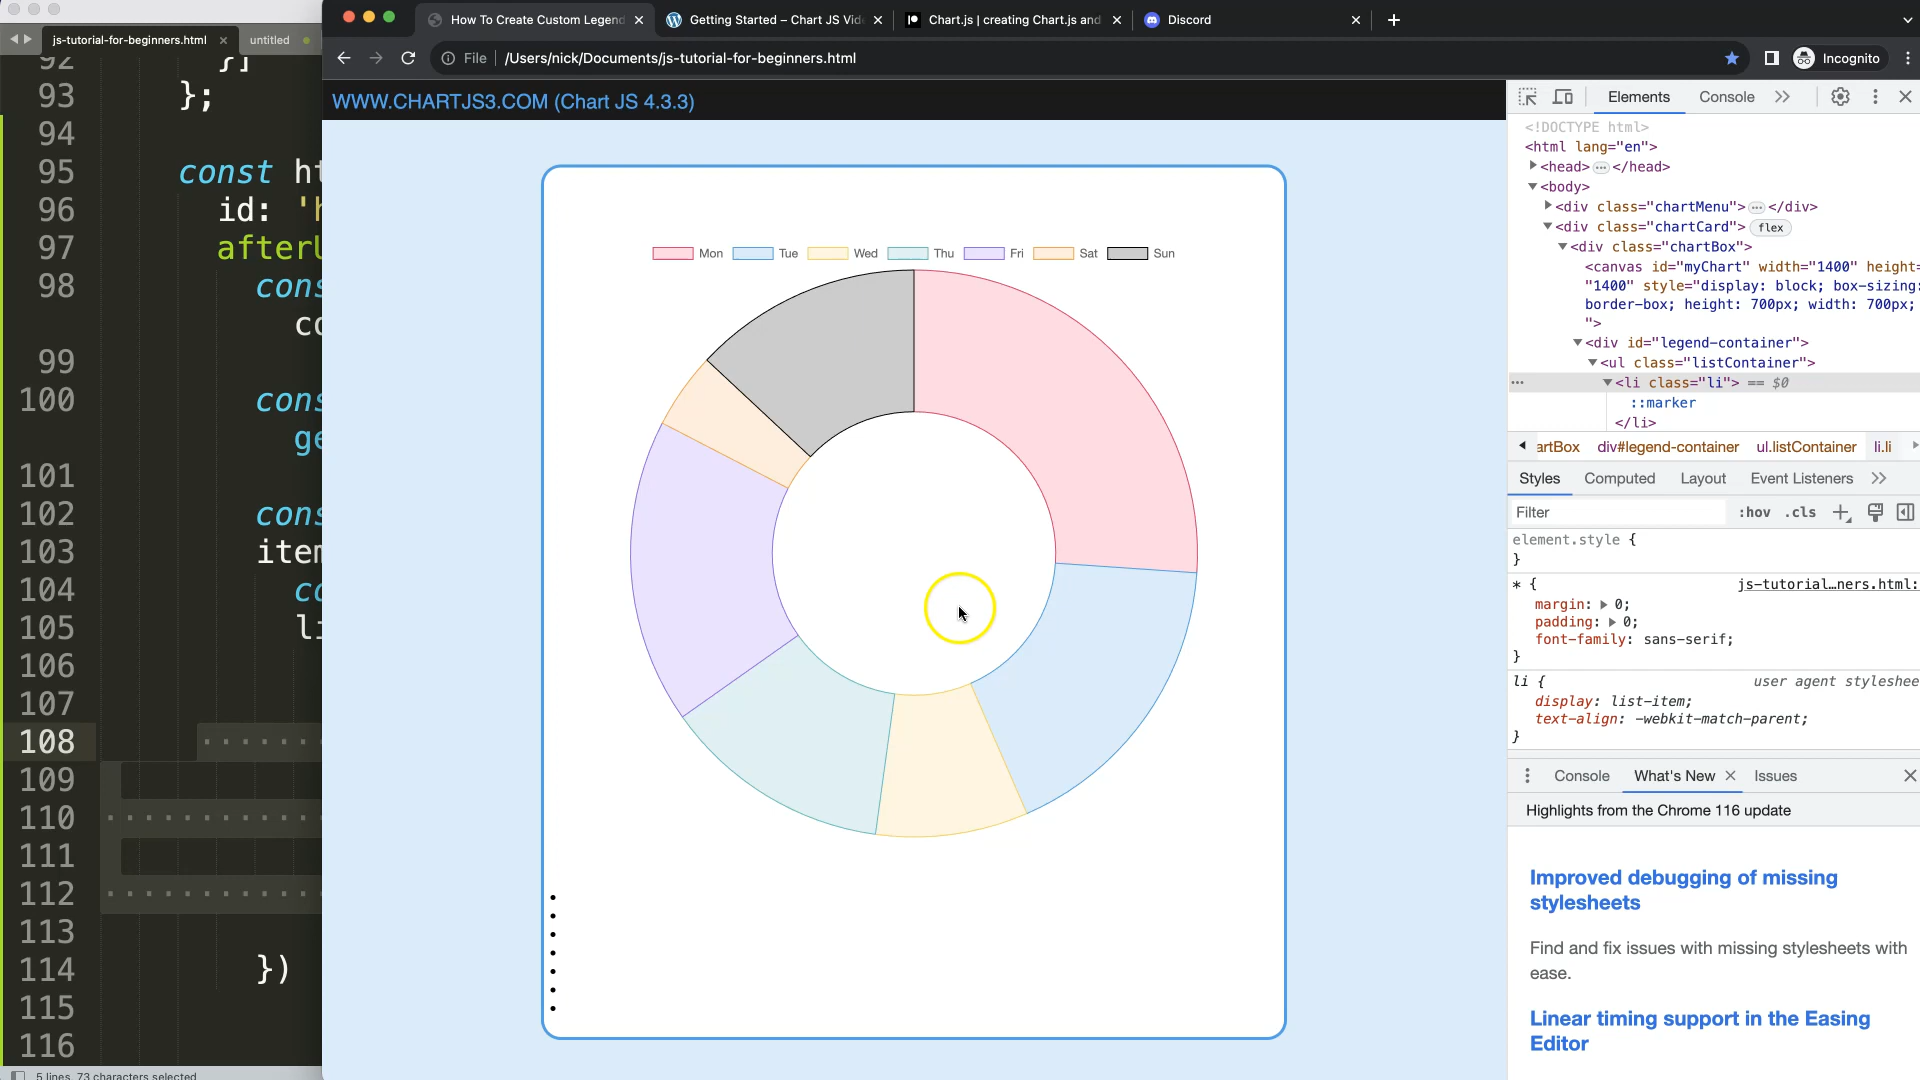 How To Create Custom Legend
Getting Started – Chart JS Vid
Chart.js | creating Chart.js and
Discord
js-tutorial-for-beginners.html
untitled
File
/Users/nick/Documents/js-tutorial-for-beginners.html
Incognito
WWW.CHARTJS3.COM (Chart JS 4.3.3)
92 }]
93 };
94
95 const
96 id:
97
98
99
100
101
102
103
104
105
106
107
108
109
110
111
112
113
114 })
115
116
5 lines, 73 characters selected
Mon Tue Wed Thu Fri Sat Sun
Elements Console
<!DOCTYPE html>
<html lang="en">
<head> </head>
<body>
<div class="chartMenu"> </div>
<div class="chartCard"> flex
<div class="chartBox">
<canvas id="myChart" width="1400" height=
"1400" style="display: block; box-sizing:
border-box; height: 700px; width: 700px;
">
<div id="legend-container">
<ul class="listContainer">
<li class="li"> == $0
::marker
</li>
artBox div#legend-container ul.listContainer li.li
Styles Computed Layout Event Listeners
Filter :hov .cls
element.style {
}
* { js-tutorial…ners.html:
margin: 0;
padding: 0;
font-family: sans-serif;
}
li { user agent styleshee
display: list-item;
text-align: -webkit-match-parent;
}
Console What's New Issues
Highlights from the Chrome 116 update
Improved debugging of missing
stylesheets
Find and fix issues with missing stylesheets with
ease.
Linear timing support in the Easing
Editor